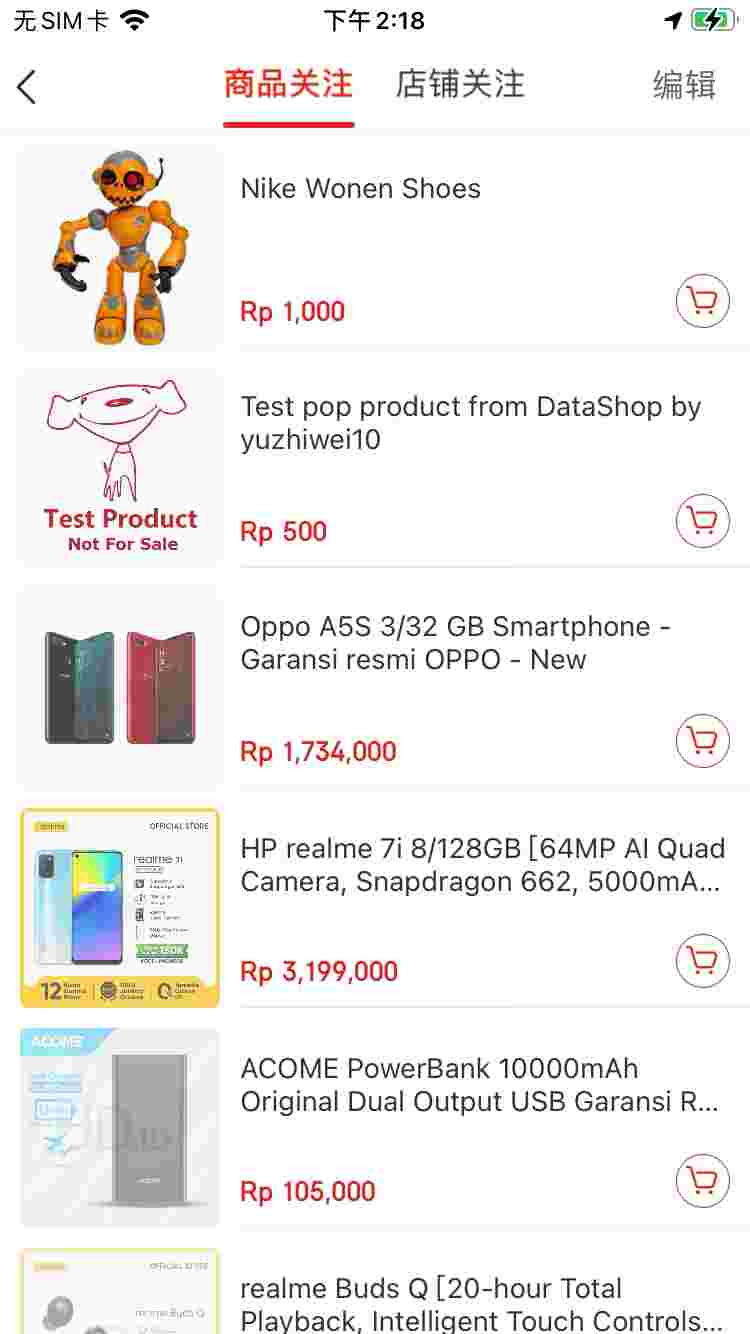 无SIM卡
下午2:18
商品关注
店铺关注
编辑
Nike Wonen Shoes
Rp 1,000
Test Product
Not For Sale
Test pop product from DataShop by
yuzhiwei10
Rp 500
Oppo A5S 3/32 GB Smartphone -
Garansi resmi OPPO - New
Rp 1,734,000
OFFICIAL STORE
realme 7i
12
HP realme 7i 8/128GB [64MP AI Quad
Camera, Snapdragon 662, 5000mA...
Rp 3,199,000
ACOME
ACOME PowerBank 10000mAh
Original Dual Output USB Garansi R...
Rp 105,000
OFFICIAL STORE
realme Buds Q
realme Buds Q [20-hour Total
Playback, Intelligent Touch Controls...